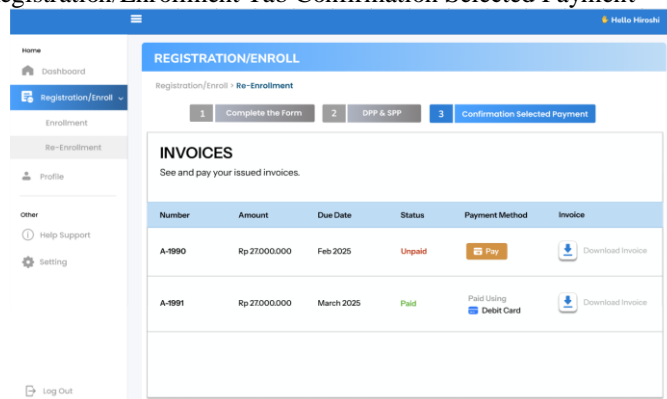 Registration/Enrollment Tab Confirmation Selected Payment
Hello Hiroshi
Home
Dashboard
Registration/Enroll
Enrollment
Re-Enrollment
Profile
Other
Help Support
Setting
Log Out
REGISTRATION/ENROLL
Registration/Enroll > Re-Enrollment
1 Complete the Form 2 DPP & SPP 3 Confirmation Selected Payment
INVOICES
See and pay your issued invoices.
Number Amount Due Date Status Payment Method Invoice
A-1990 Rp 27.000.000 Feb 2025 Unpaid Pay Download Invoice
A-1991 Rp 27.000.000 March 2025 Paid Paid Using Debit Card Download Invoice